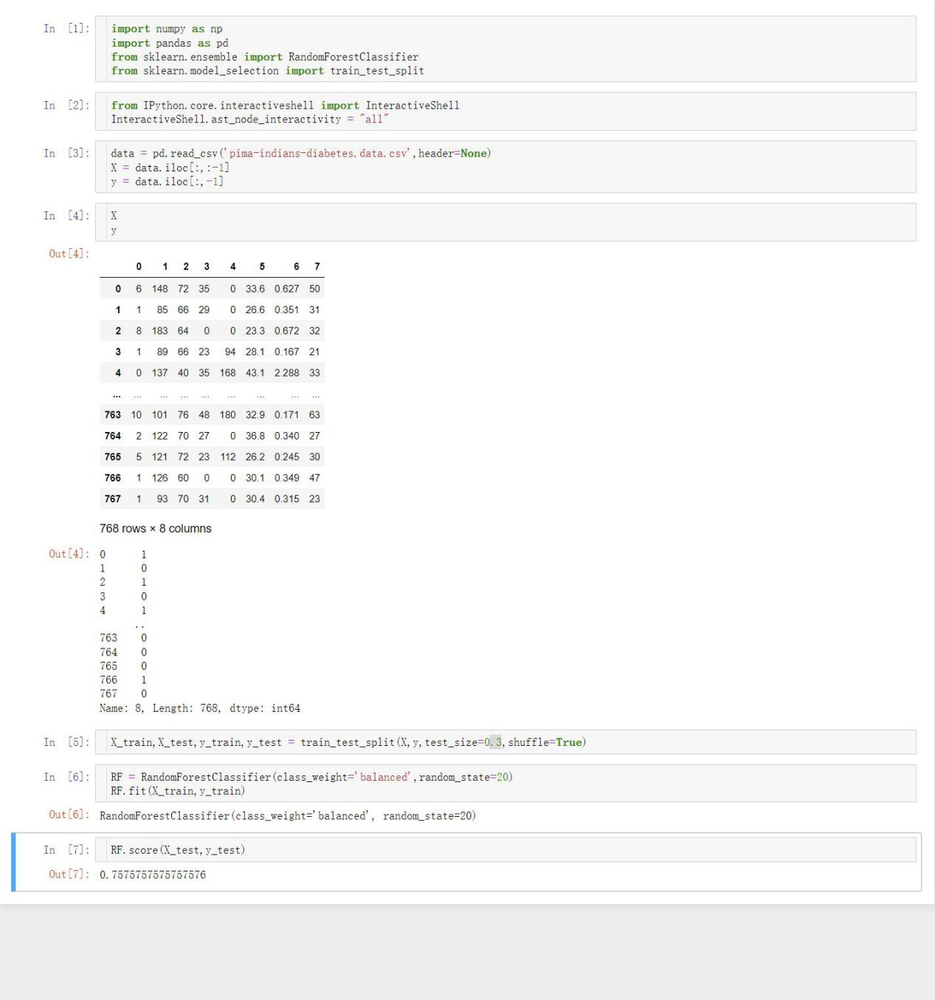 In [1]: import numpy as np
import pandas as pd
from sklearn.ensemble import RandomForestClassifier
from sklearn.model_selection import train_test_split
In [2]: from IPython.core.interactiveshell import InteractiveShell
InteractiveShell.ast_node_interactivity = "all"
In [3]: data = pd.read_csv('pima-indians-diabetes.data.csv',header=None)
X = data.iloc[:,:-1]
y = data.iloc[:,-1]
In [4]: X
y
Out[4]:
0 1 2 3 4 5 6 7
0 6 148 72 35 0 33.6 0.627 50
1 1 85 66 29 0 26.6 0.351 31
2 8 183 64 0 0 23.3 0.672 32
3 1 89 66 23 94 28.1 0.167 21
4 0 137 40 35 168 43.1 2.288 33
... ... ... ... ... ... ... ... ...
763 10 101 76 48 180 32.9 0.171 63
764 2 122 70 27 0 36.8 0.340 27
765 5 121 72 23 112 26.2 0.245 30
766 1 126 60 0 0 30.1 0.349 47
767 1 93 70 31 0 30.4 0.315 23
768 rows × 8 columns
Out[4]: 0 1
1 0
2 1
3 0
4 1
..
763 0
764 0
765 0
766 1
767 0
Name: 8, Length: 768, dtype: int64
In [5]: X_train,X_test,y_train,y_test = train_test_split(X,y,test_size=0.3,shuffle=True)
In [6]: RF = RandomForestClassifier(class_weight='balanced',random_state=20)
RF.fit(X_train,y_train)
Out[6]: RandomForestClassifier(class_weight='balanced', random_state=20)
In [7]: RF.score(X_test,y_test)
Out[7]: 0.7575757575757576